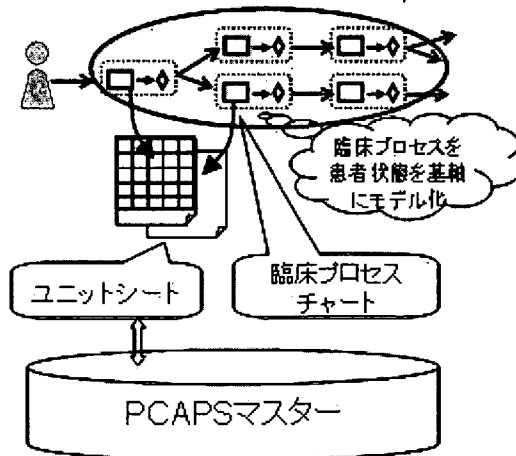 臨床プロセスを
患者状態を基軸
にモデル化
ユニットシート
臨床プロセス
チャート
PCAPSマスター